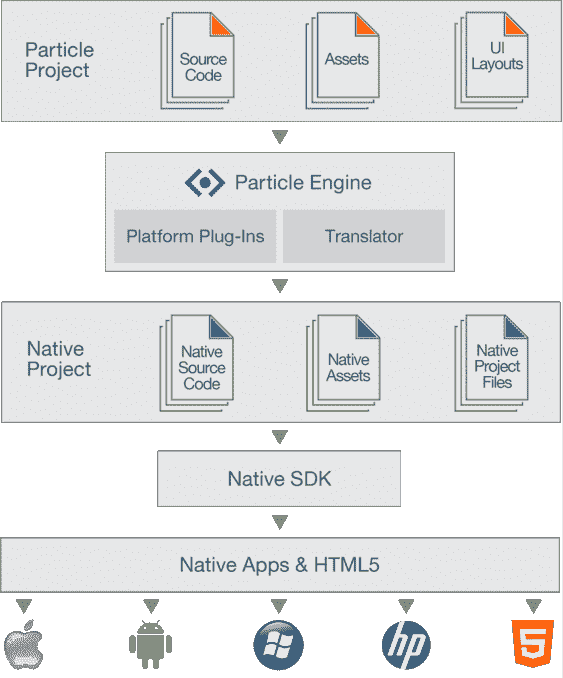 Particle
Project
Source
Code
Assets
UI
Layouts
Particle Engine
Platform Plug-Ins
Translator
Native
Project
Native
Source
Code
Native
Assets
Native
Project
Files
Native SDK
Native Apps & HTML5
hp
5